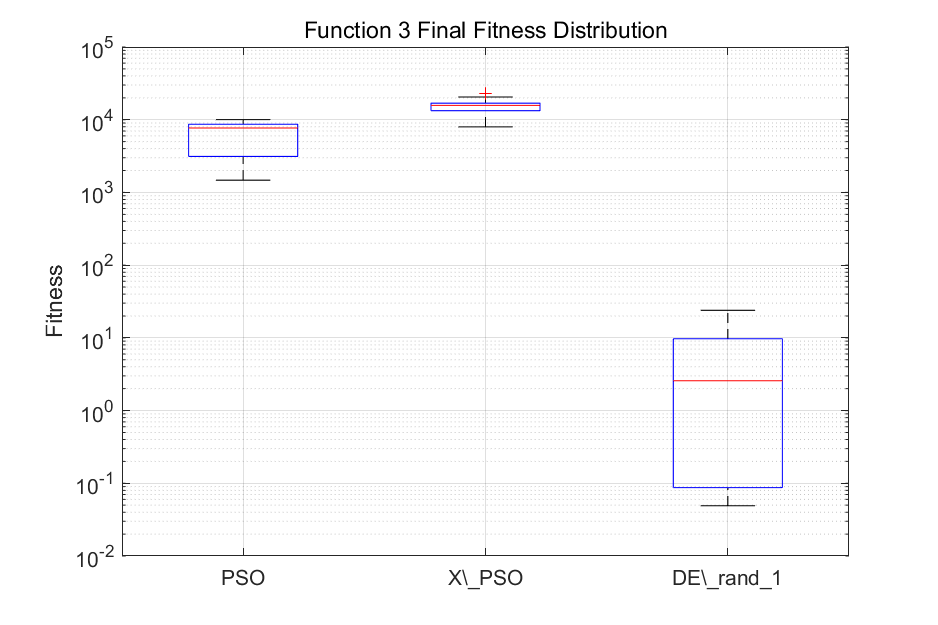 Function 3 Final Fitness Distribution
10^5
10^4
10^3
10^2
10^1
10^0
10^-1
10^-2
Fitness
PSO
X\_PSO
DE\_rand_1